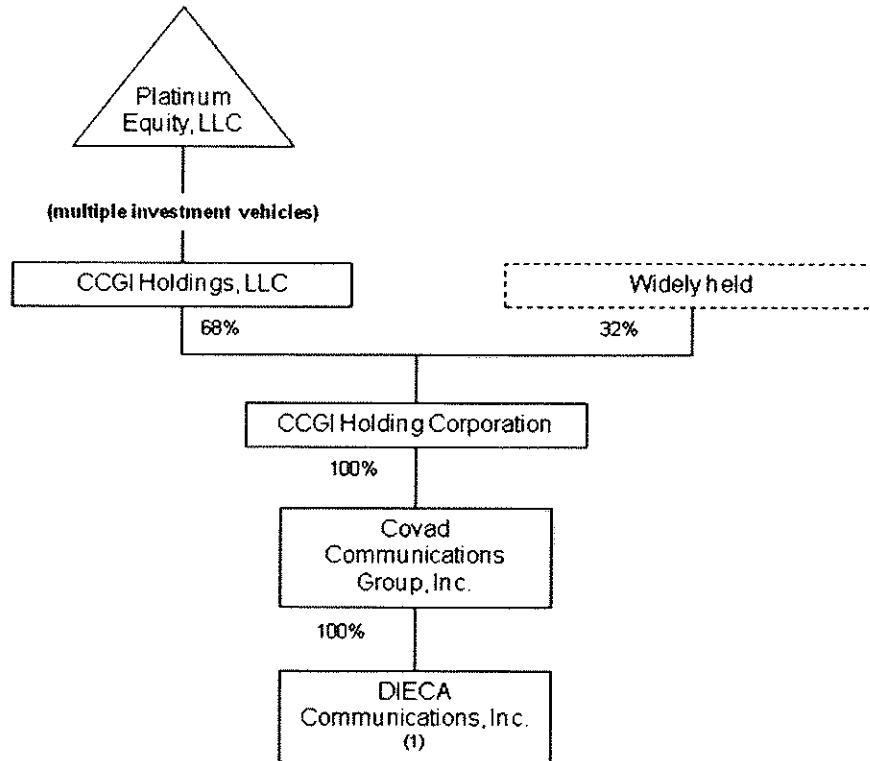 Platinum
Equity, LLC
(multiple investment vehicles)
CCGI Holdings, LLC
Widely held
68%
32%
CCGI Holding Corporation
100%
Covad
Communications
Group, Inc.
100%
DIECA
Communications, Inc.
(1)